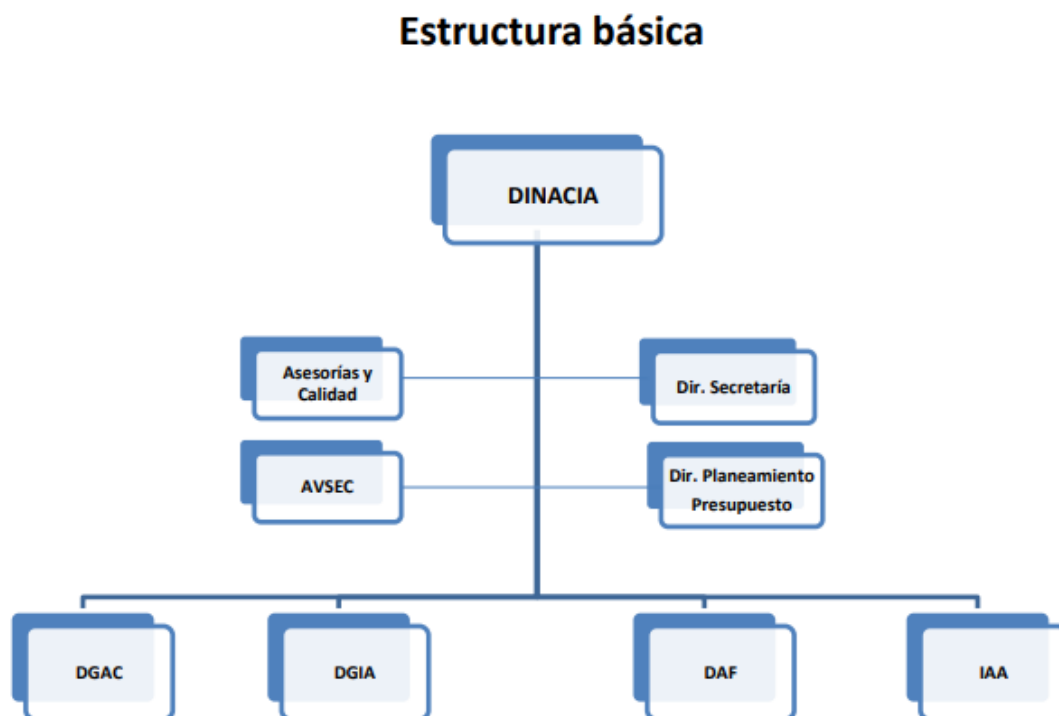 Estructura básica
DINACIA
Asesorías y
Calidad
Dir. Secretaría
AVSEC
Dir. Planeamiento
Presupuesto
DGAC
DGIA
DAF
IAA